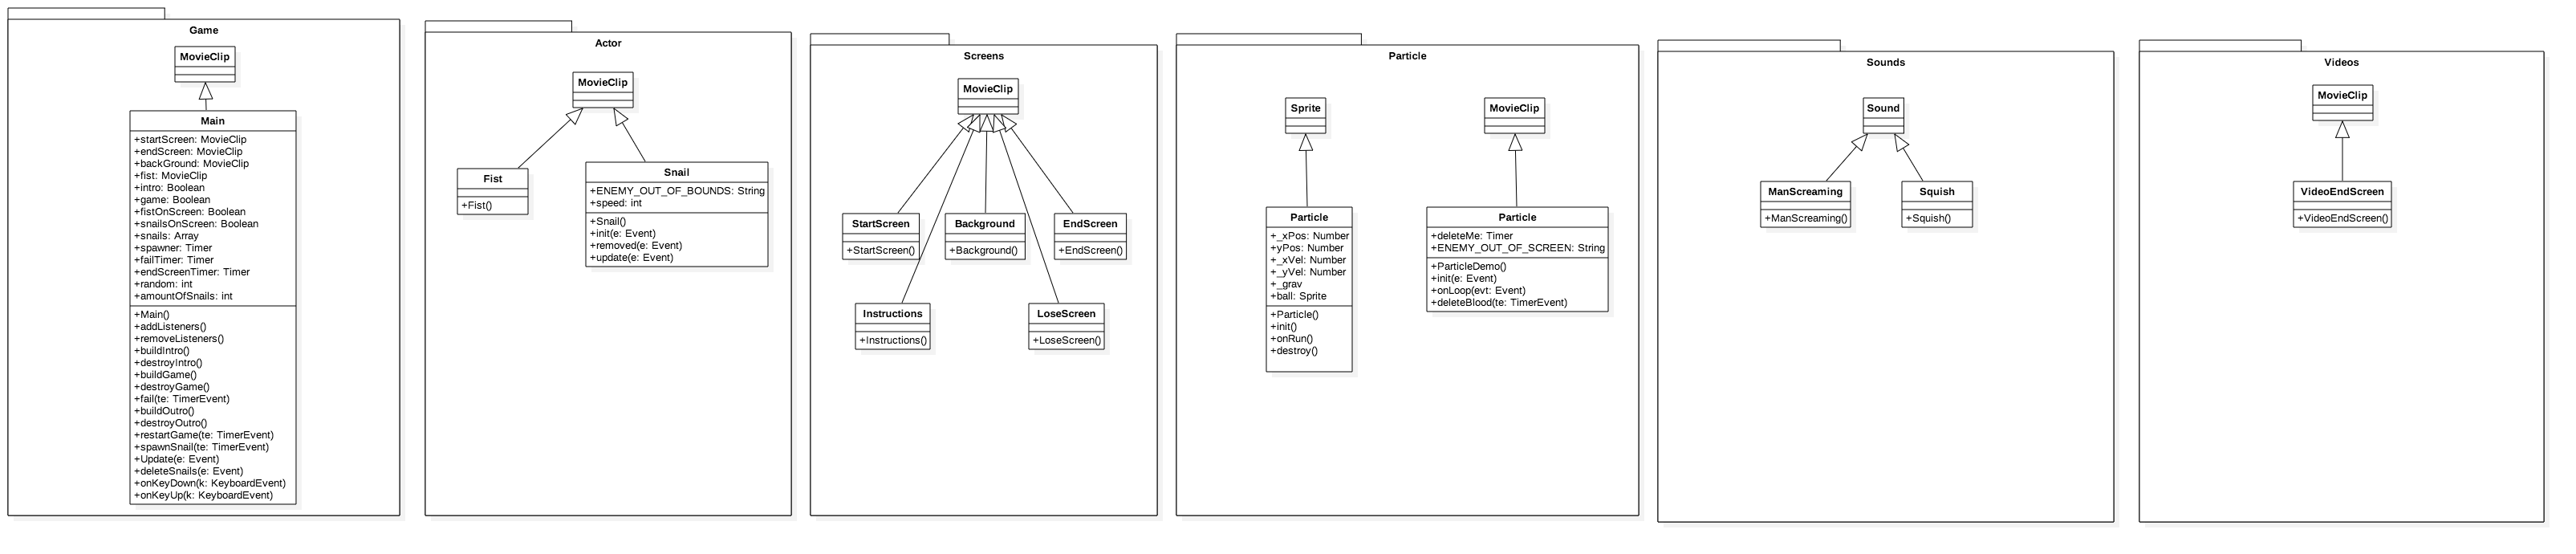 Game
MovieClip
Main
+startScreen: MovieClip
+endScreen: MovieClip
+backGround: MovieClip
+fist: MovieClip
+intro: Boolean
+game: Boolean
+fistOnScreen: Boolean
+snailsOnScreen: Boolean
+snails: Array
+spawner: Timer
+failTimer: Timer
+endScreenTimer: Timer
+random: int
+amountOfSnails: int
+Main()
+addListeners()
+removeListeners()
+buildIntro()
+destroyIntro()
+buildGame()
+destroyGame()
+fail(te: TimerEvent)
+buildOutro()
+destroyOutro()
+restartGame(te: TimerEvent)
+spawnSnail(te: TimerEvent)
+Update(e: Event)
+deleteSnails(e: Event)
+onKeyDown(k: KeyboardEvent)
+onKeyUp(k: KeyboardEvent)
Actor
MovieClip
Fist
+Fist()
Snail
+ENEMY_OUT_OF_BOUNDS: String
+speed: int
+Snail()
+init(e: Event)
+removed(e: Event)
+update(e: Event)
Screens
MovieClip
StartScreen
+StartScreen()
Background
+Background()
EndScreen
+EndScreen()
Instructions
+Instructions()
LoseScreen
+LoseScreen()
Particle
Sprite
Particle
+_xPos: Number
+yPos: Number
+_xVel: Number
+_yVel: Number
+_grav
+ball: Sprite
+Particle()
+init()
+onRun()
+destroy()
MovieClip
Particle
+deleteMe: Timer
+ENEMY_OUT_OF_SCREEN: String
+ParticleDemo()
+init(e: Event)
+onLoop(evt: Event)
+deleteBlood(te: TimerEvent)
Sounds
Sound
ManScreaming
+ManScreaming()
Squish
+Squish()
Videos
MovieClip
VideoEndScreen
+VideoEndScreen()